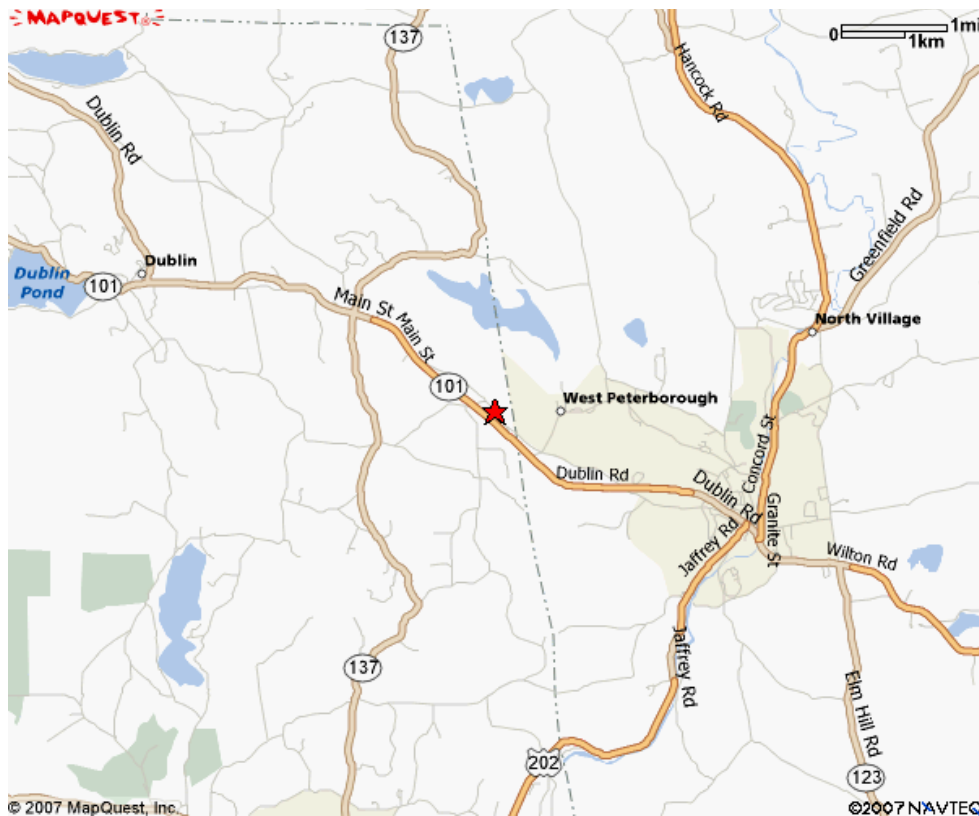 MAPQUEST
137
0 1mi
1km
Hancock Rd
Dublin Rd
Greenfield Rd
Dublin
Dublin
Pond
101
Main St
Main St
North Village
101
West Peterborough
Concord St
Dublin Rd
Dublin Rd
Granite St
Jaffrey Rd
Wilton Rd
Jaffrey Rd
137
Elm Hill Rd
202
123
© 2007 MapQuest, Inc.
©2007 NAVTEQ